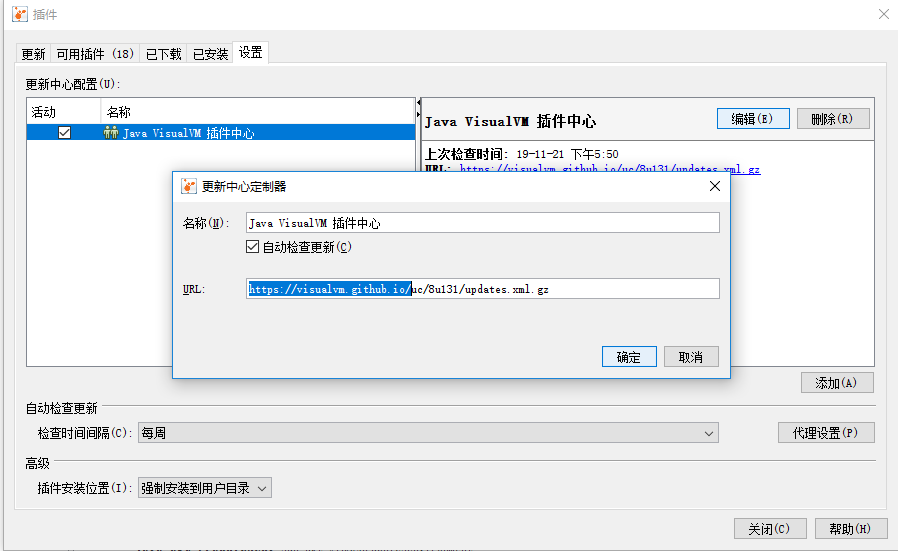 插件
更新 可用插件 (18) 已下载 已安装 设置
更新中心配置(U):
活动 名称
Java VisualVM 插件中心
Java VisualVM 插件中心 编辑(E) 删除(R)
上次检查时间: 19-11-21 下午5:50
URL: https://visualvm.github.io/uc/8u131/updates.xml.gz
更新中心定制器
名称(N): Java VisualVM 插件中心
自动检查更新(C)
URL: https://visualvm.github.io/uc/8u131/updates.xml.gz
确定 取消
添加(A)
自动检查更新
检查时间间隔(C): 每周 代理设置(P)
高级
插件安装位置(I): 强制安装到用户目录
关闭(C) 帮助(H)